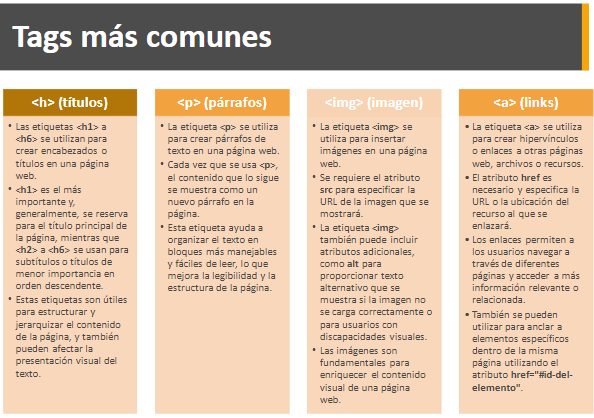 Tags más comunes
<h> (títulos)
• Las etiquetas <h1> a
<h6> se utilizan para
crear encabezados o
títulos en una página
web.
• <h1> es el más
importante y,
generalmente, se reserva
para el título principal de
la página, mientras que
<h2> a <h6> se usan para
subtítulos o títulos de
menor importancia en
orden descendente.
• Estas etiquetas son útiles
para estructurar y
jerarquizar el contenido
de la página, y también
pueden afectar la
presentación visual del
texto.
<p> (párrafos)
• La etiqueta <p> se utiliza
para crear párrafos de
texto en una página web.
• Cada vez que se usa <p>,
el contenido que lo sigue
se muestra como un
nuevo párrafo en la
página.
• Esta etiqueta ayuda a
organizar el texto en
bloques más manejables
y fáciles de leer, lo que
mejora la legibilidad y la
estructura de la página.
<img> (imagen)
• La etiqueta <img> se
utiliza para insertar
imágenes en una página
web.
• Se requiere el atributo
src para especificar la
URL de la imagen que se
mostrará.
• La etiqueta <img>
también puede incluir
atributos adicionales,
como alt para
proporcionar texto
alternativo que se
muestra si la imagen no
se carga correctamente o
para usuarios con
discapacidades visuales.
• Las imágenes son
fundamentales para
enriquecer el contenido
visual de una página
web.
<a> (links)
• La etiqueta <a> se utiliza
para crear hipervínculos
o enlaces a otras páginas
web, archivos o recursos.
• El atributo href es
necesario y especifica la
URL o la ubicación del
recurso al que se
enlazará.
• Los enlaces permiten a
los usuarios navegar a
través de diferentes
páginas y acceder a más
información relevante o
relacionada.
• También se pueden
utilizar para anclar a
elementos específicos
dentro de la misma
página utilizando el
atributo href="#id-del-
elemento".